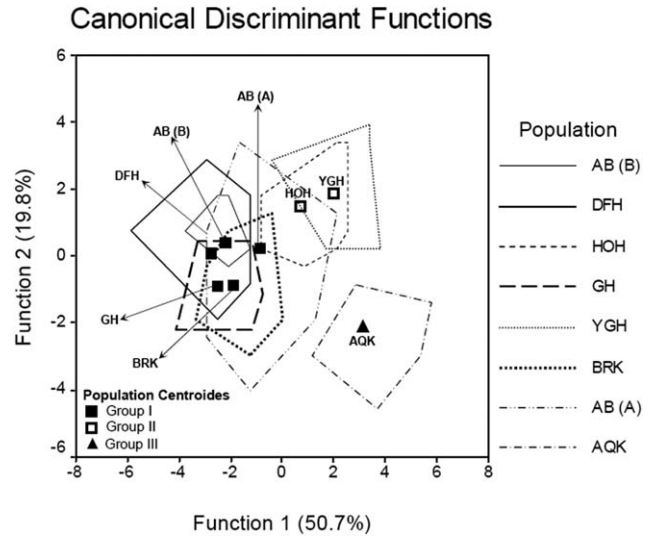 Canonical Discriminant Functions
6
4
2
0
-2
-4
-6
-8
-6
-4
-2
0
2
4
6
8
Function 2 (19.8%)
Function 1 (50.7%)
AB (A)
AB (B)
DFH
HOH
YGH
GH
BRK
AQK
Population Centroides
Group I
Group II
Group III
Population
AB (B)
DFH
HOH
GH
YGH
BRK
AB (A)
AQK